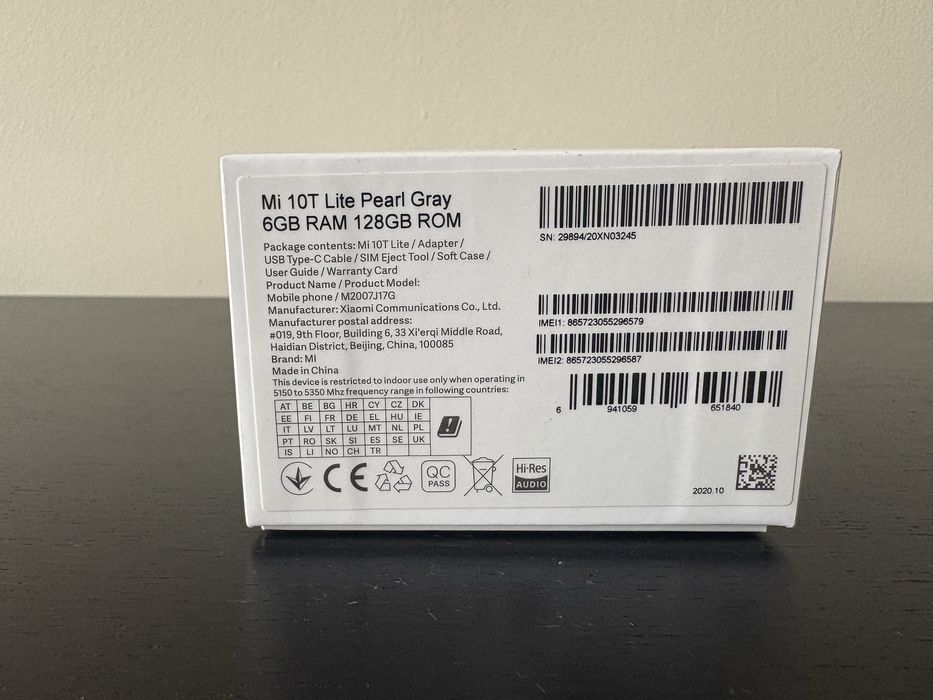 Mi 10T Lite Pearl Gray
6GB RAM 128GB ROM
Package contents: Mi 10T Lite / Adapter /
USB Type-C Cable / SIM Eject Tool / Soft Case /
User Guide / Warranty Card
Product Name / Product Model:
Mobile phone / M2007J17G
Manufacturer: Xiaomi Communications Co., Ltd.
Manufacturer postal address:
#019, 9th Floor, Building 6, 33 Xi'erqi Middle Road,
Haidian District, Beijing, China, 100085
Brand: MI
Made in China
This device is restricted to indoor use only when operating in
5150 to 5350 Mhz frequency range in following countries:
AT BE BG HR CY CZ DK
EE FI FR DE EL HU IE
IT LV LT LU MT NL PL
PT RO SK SI ES SE UK
IS LI NO CH TR
CE
QC
PASS
Hi-Res
AUDIO
SN: 29894/20XN03245
IMEI1: 865723055296579
IMEI2: 865723055296587
6 941059 651840
2020.10